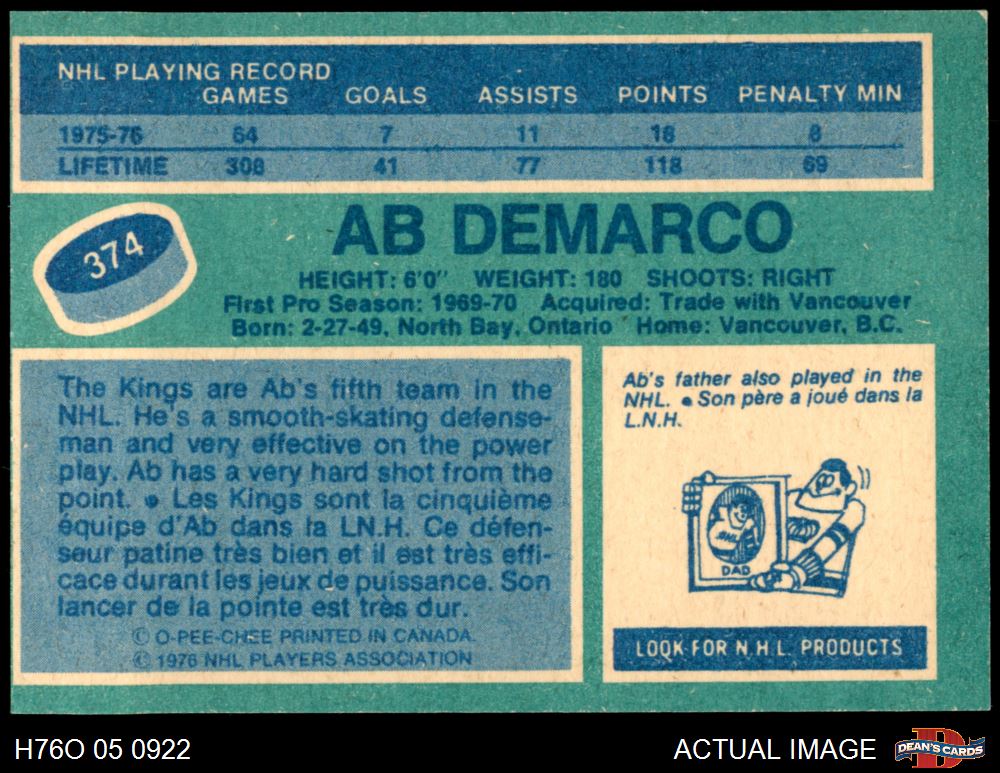 NHL PLAYING RECORD
GAMES GOALS ASSISTS POINTS PENALTY MIN
1975-76 64 7 11 18 8
LIFETIME 308 41 77 118 69
374
AB DEMARCO
HEIGHT: 6'0" WEIGHT: 180 SHOOTS: RIGHT
First Pro Season: 1969-70 Acquired: Trade with Vancouver
Born: 2-27-49, North Bay, Ontario Home: Vancouver, B.C.
The Kings are Ab's fifth team in the
NHL. He's a smooth-skating defense-
man and very effective on the power
play. Ab has a very hard shot from the
point. ● Les Kings sont la cinquième
équipe d'Ab dans la LN.H. Ce défen-
seur patine très bien et il est très effi-
cace durant les jeux de puissance. Son
lancer de la pointe est très dur.
© O-PEE-CHEE PRINTED IN CANADA.
© 1976 NHL PLAYERS ASSOCIATION
Ab's father also played in the
NHL. ● Son père a joué dans la
L.N.H.
NHL
DAD
LOOK FOR N.H.L. PRODUCTS
H76O 05 0922
ACTUAL IMAGE
D
DEAN'S CARDS